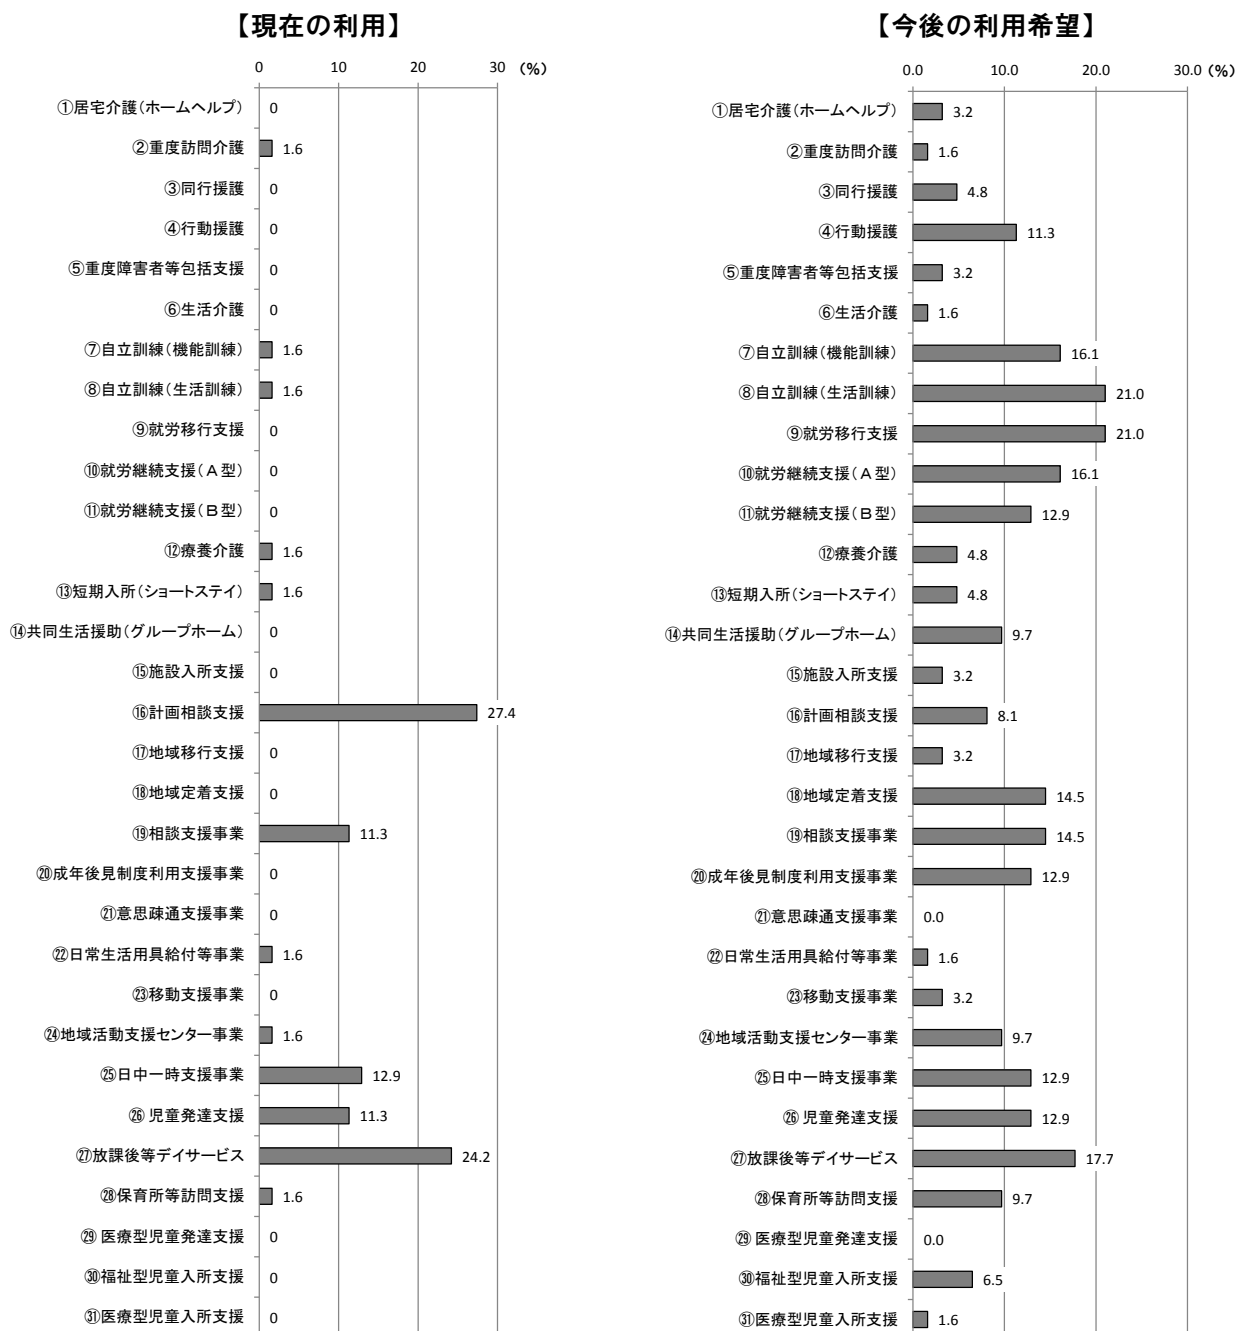 【現在の利用】
0 10 20 30 (%)
①居宅介護(ホームヘルプ) 0
②重度訪問介護 1.6
③同行援護 0
④行動援護 0
⑤重度障害者等包括支援 0
⑥生活介護 0
⑦自立訓練(機能訓練) 1.6
⑧自立訓練(生活訓練) 1.6
⑨就労移行支援 0
⑩就労継続支援(A型) 0
⑪就労継続支援(B型) 0
⑫療養介護 1.6
⑬短期入所(ショートステイ) 1.6
⑭共同生活援助(グループホーム) 0
⑮施設入所支援 0
⑯計画相談支援 27.4
⑰地域移行支援 0
⑱地域定着支援 0
⑲相談支援事業 11.3
⑳成年後見制度利用支援事業 0
㉑意思疎通支援事業 0
㉒日常生活用具給付等事業 1.6
㉓移動支援事業 0
㉔地域活動支援センター事業 1.6
㉕日中一時支援事業 12.9
㉖ 児童発達支援 11.3
㉗放課後等デイサービス 24.2
㉘保育所等訪問支援 1.6
㉙ 医療型児童発達支援 0
㉚福祉型児童入所支援 0
㉛医療型児童入所支援 0
【今後の利用希望】
0.0 10.0 20.0 30.0 (%)
①居宅介護(ホームヘルプ) 3.2
②重度訪問介護 1.6
③同行援護 4.8
④行動援護 11.3
⑤重度障害者等包括支援 3.2
⑥生活介護 1.6
⑦自立訓練(機能訓練) 16.1
⑧自立訓練(生活訓練) 21.0
⑨就労移行支援 21.0
⑩就労継続支援(A型) 16.1
⑪就労継続支援(B型) 12.9
⑫療養介護 4.8
⑬短期入所(ショートステイ) 4.8
⑭共同生活援助(グループホーム) 9.7
⑮施設入所支援 3.2
⑯計画相談支援 8.1
⑰地域移行支援 3.2
⑱地域定着支援 14.5
⑲相談支援事業 14.5
⑳成年後見制度利用支援事業 12.9
㉑意思疎通支援事業 0.0
㉒日常生活用具給付等事業 1.6
㉓移動支援事業 3.2
㉔地域活動支援センター事業 9.7
㉕日中一時支援事業 12.9
㉖ 児童発達支援 12.9
㉗放課後等デイサービス 17.7
㉘保育所等訪問支援 9.7
㉙ 医療型児童発達支援 0.0
㉚福祉型児童入所支援 6.5
㉛医療型児童入所支援 1.6